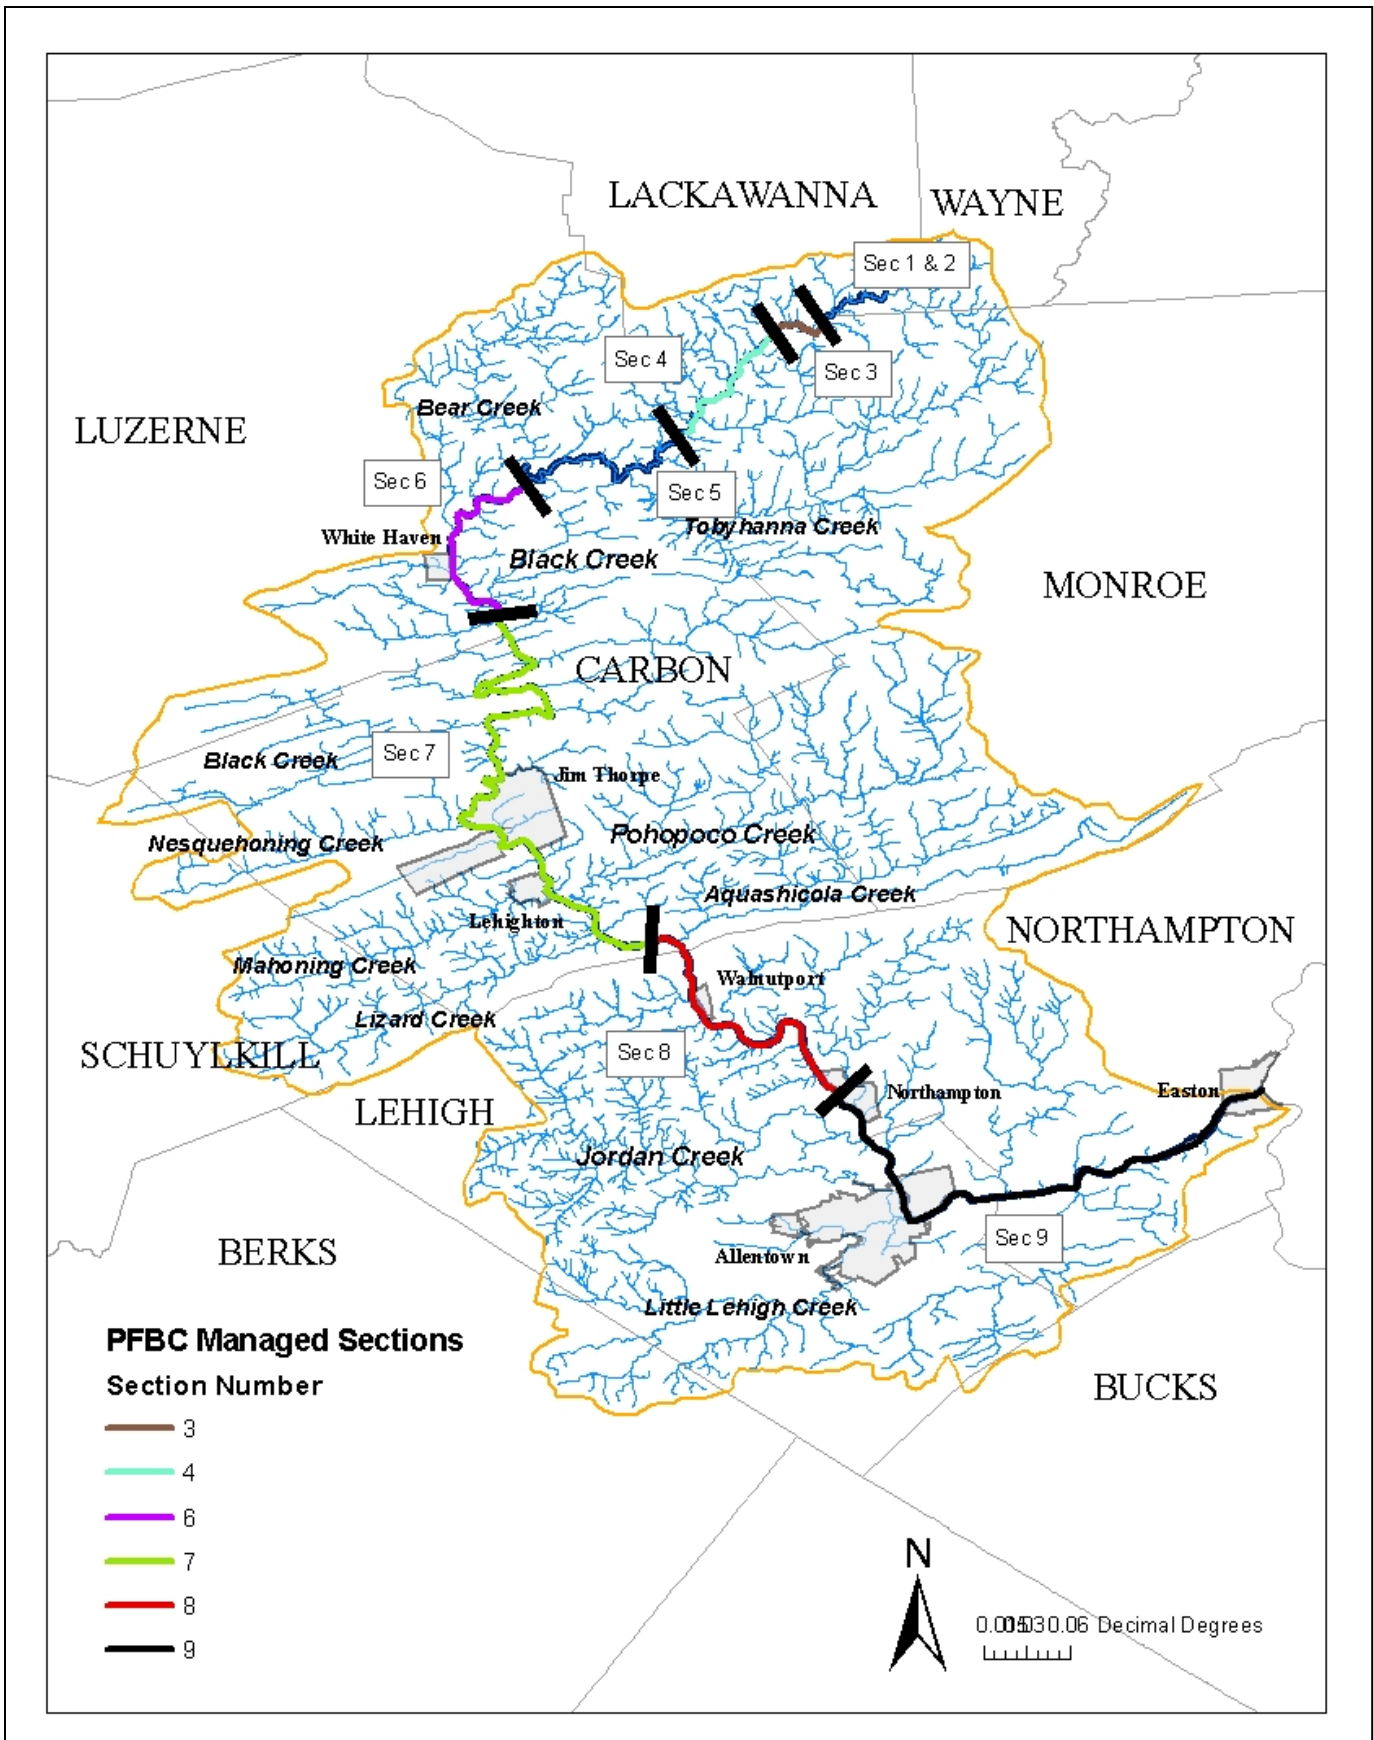 LACKAWANNA
WAYNE
Sec 1 & 2
Sec 4
Sec 3
Bear Creek
LUZERNE
Sec 6
Sec 5
Tobyhanna Creek
White Haven
Black Creek
MONROE
CARBON
Sec 7
Black Creek
Jim Thorpe
Pohopoco Creek
Nesquehoning Creek
Aquashicola Creek
Lehighton
NORTHAMPTON
Mahoning Creek
Walnutport
Lizard Creek
SCHUYLKILL
Sec 8
Northampton
Easton
LEHIGH
Jordan Creek
Sec 9
BERKS
Allentown
Little Lehigh Creek
PFBC Managed Sections
Section Number
BUCKS
3
4
6
7
8
9
N
0.06 Decimal Degrees